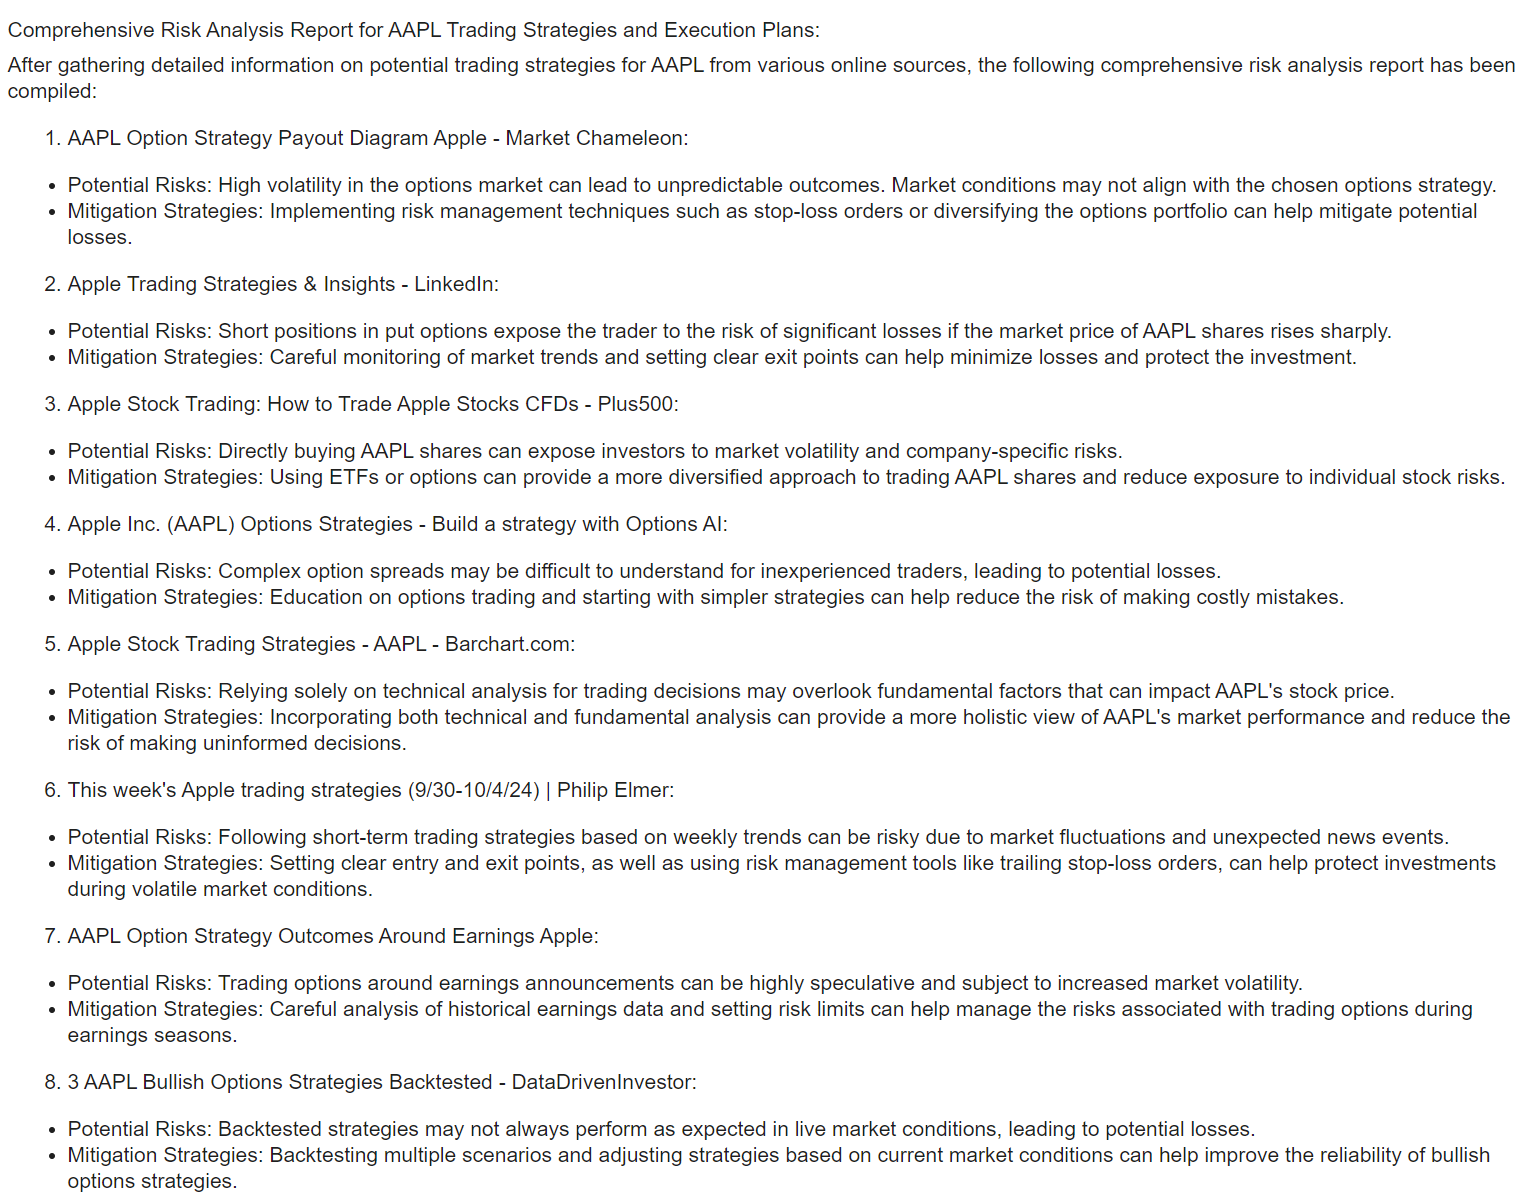 Comprehensive Risk Analysis Report for AAPL Trading Strategies and Execution Plans:
After gathering detailed information on potential trading strategies for AAPL from various online sources, the following comprehensive risk analysis report has been
compiled:
1. AAPL Option Strategy Payout Diagram Apple - Market Chameleon:
• Potential Risks: High volatility in the options market can lead to unpredictable outcomes. Market conditions may not align with the chosen options strategy.
• Mitigation Strategies: Implementing risk management techniques such as stop-loss orders or diversifying the options portfolio can help mitigate potential
losses.
2. Apple Trading Strategies & Insights - LinkedIn:
• Potential Risks: Short positions in put options expose the trader to the risk of significant losses if the market price of AAPL shares rises sharply.
• Mitigation Strategies: Careful monitoring of market trends and setting clear exit points can help minimize losses and protect the investment.
3. Apple Stock Trading: How to Trade Apple Stocks CFDs - Plus500:
• Potential Risks: Directly buying AAPL shares can expose investors to market volatility and company-specific risks.
• Mitigation Strategies: Using ETFs or options can provide a more diversified approach to trading AAPL shares and reduce exposure to individual stock risks.
4. Apple Inc. (AAPL) Options Strategies - Build a strategy with Options AI:
• Potential Risks: Complex option spreads may be difficult to understand for inexperienced traders, leading to potential losses.
• Mitigation Strategies: Education on options trading and starting with simpler strategies can help reduce the risk of making costly mistakes.
5. Apple Stock Trading Strategies - AAPL - Barchart.com:
• Potential Risks: Relying solely on technical analysis for trading decisions may overlook fundamental factors that can impact AAPL's stock price.
• Mitigation Strategies: Incorporating both technical and fundamental analysis can provide a more holistic view of AAPL's market performance and reduce the
risk of making uninformed decisions.
6. This week's Apple trading strategies (9/30-10/4/24) | Philip Elmer:
• Potential Risks: Following short-term trading strategies based on weekly trends can be risky due to market fluctuations and unexpected news events.
• Mitigation Strategies: Setting clear entry and exit points, as well as using risk management tools like trailing stop-loss orders, can help protect investments
during volatile market conditions.
7. AAPL Option Strategy Outcomes Around Earnings Apple:
• Potential Risks: Trading options around earnings announcements can be highly speculative and subject to increased market volatility.
• Mitigation Strategies: Careful analysis of historical earnings data and setting risk limits can help manage the risks associated with trading options during
earnings seasons.
8. 3 AAPL Bullish Options Strategies Backtested - DataDrivenInvestor:
• Potential Risks: Backtested strategies may not always perform as expected in live market conditions, leading to potential losses.
• Mitigation Strategies: Backtesting multiple scenarios and adjusting strategies based on current market conditions can help improve the reliability of bullish
options strategies.